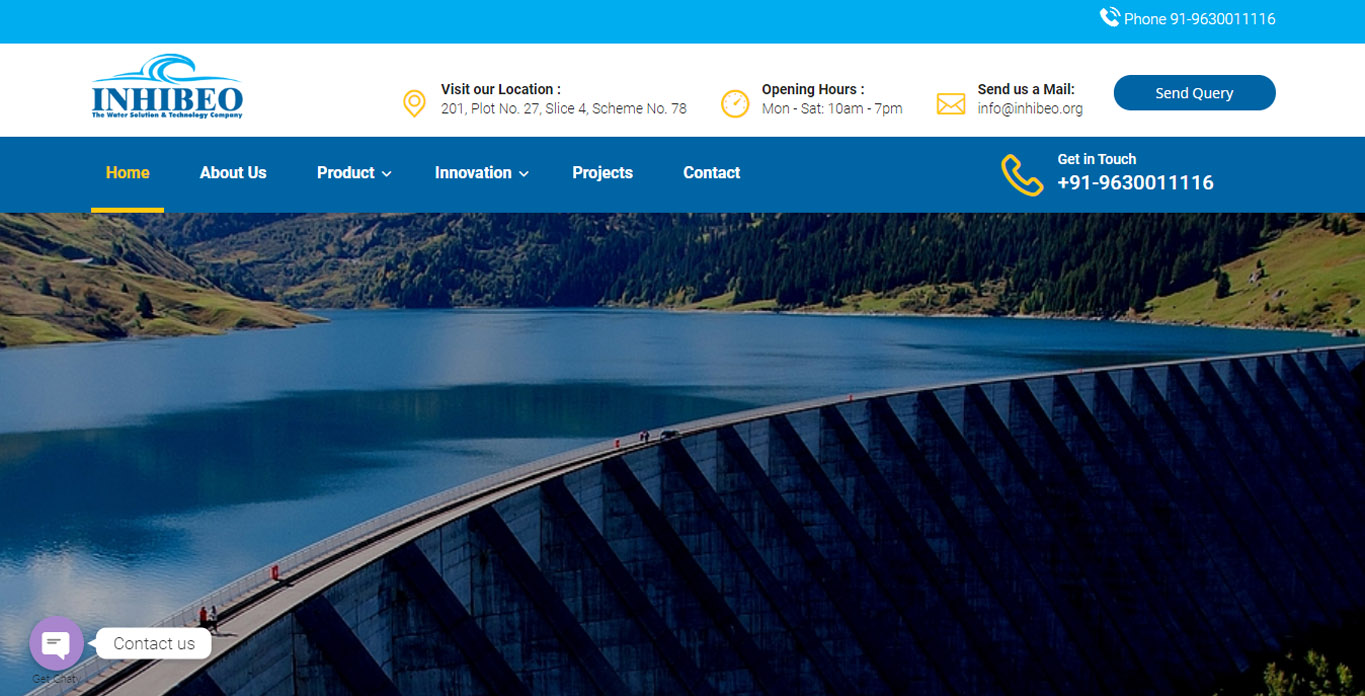 Phone 91-9630011116
INHIBEO
The Water Solution & Technology Company
Visit our Location :
201, Plot No. 27, Slice 4, Scheme No. 78
Opening Hours :
Mon - Sat: 10am - 7pm
Send us a Mail:
info@inhibeo.org
Send Query
Home
About Us
Product
Innovation
Projects
Contact
Get in Touch
+91-9630011116
Contact us
Get Chaty